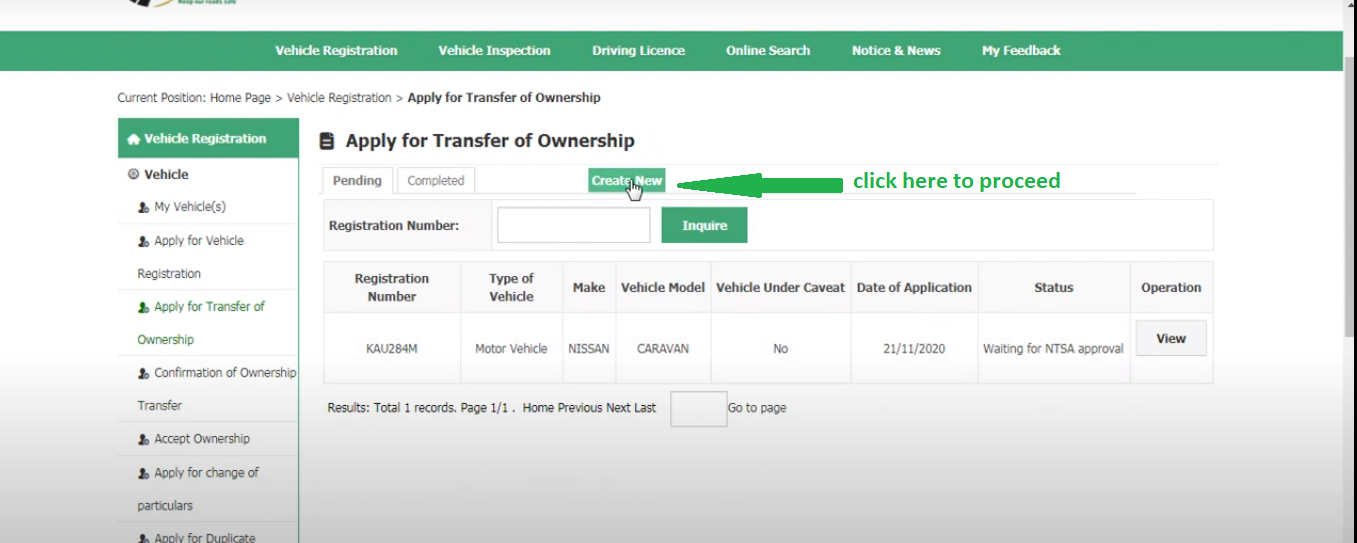 Keep our roads safe
Vehicle Registration Vehicle Inspection Driving Licence Online Search Notice & News My Feedback
Current Position: Home Page > Vehicle Registration > Apply for Transfer of Ownership
Vehicle Registration
Vehicle
My Vehicle(s)
Apply for Vehicle
Registration
Apply for Transfer of
Ownership
Confirmation of Ownership
Transfer
Accept Ownership
Apply for change of
particulars
Apply for Duplicate
Apply for Transfer of Ownership
Pending Completed Create New click here to proceed
Registration Number: Inquire
Registration Number Type of Vehicle Make Vehicle Model Vehicle Under Caveat Date of Application Status Operation
KAU284M Motor Vehicle NISSAN CARAVAN No 21/11/2020 Waiting for NTSA approval View
Results: Total 1 records. Page 1/1 . Home Previous Next Last Go to page